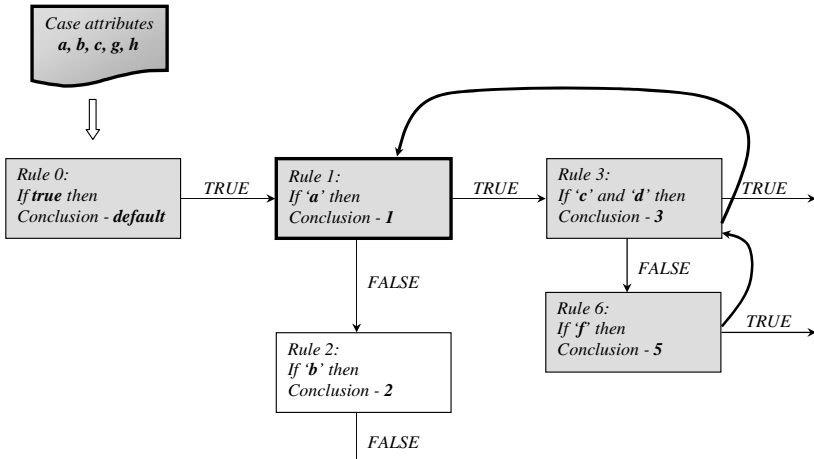 Case attributes
a, b, c, g, h
Rule 0:
If true then
Conclusion - default
TRUE
Rule 1:
If ‘a’ then
Conclusion - 1
TRUE
Rule 3:
If ‘c’ and ‘d’ then
Conclusion - 3
TRUE
FALSE
FALSE
Rule 6:
If ‘f’ then
Conclusion - 5
TRUE
Rule 2:
If ‘b’ then
Conclusion - 2
FALSE